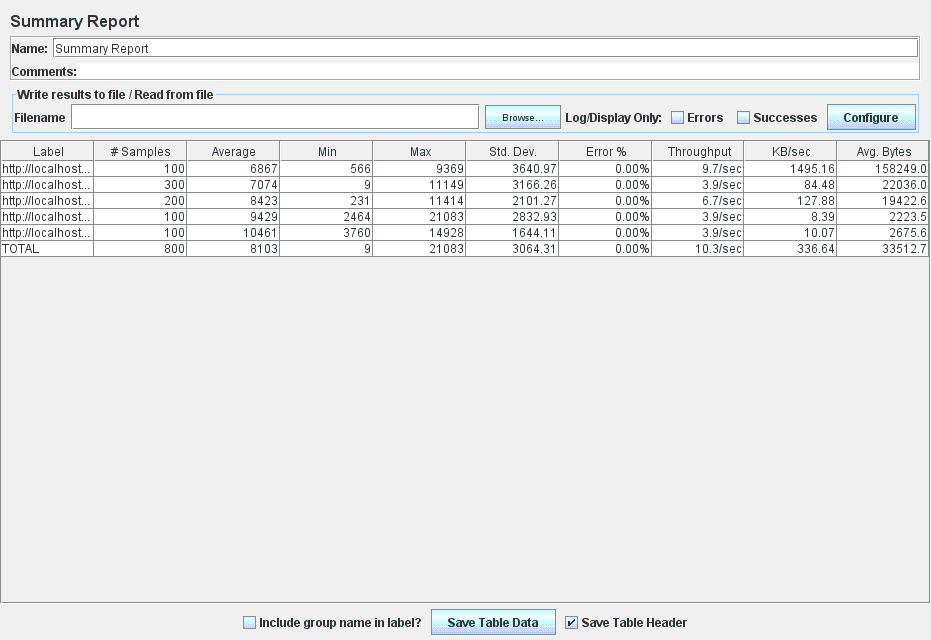 Summary Report
Name: Summary Report
Comments:
Write results to file / Read from file
Filename Browse... Log/Display Only: Errors Successes Configure
Label # Samples Average Min Max Std. Dev. Error % Throughput KB/sec Avg. Bytes
http://localhost... 100 6867 566 9369 3640.97 0.00% 9.7/sec 1495.16 158249.0
http://localhost... 300 7074 9 11149 3166.26 0.00% 3.9/sec 84.48 22036.0
http://localhost... 200 8423 231 11414 2101.27 0.00% 6.7/sec 127.88 19422.6
http://localhost... 100 9429 2464 21083 2832.93 0.00% 3.9/sec 8.39 2223.5
http://localhost... 100 10461 3760 14928 1644.11 0.00% 3.9/sec 10.07 2675.6
TOTAL 800 8103 9 21083 3064.31 0.00% 10.3/sec 336.64 33512.7
Include group name in label? Save Table Data Save Table Header